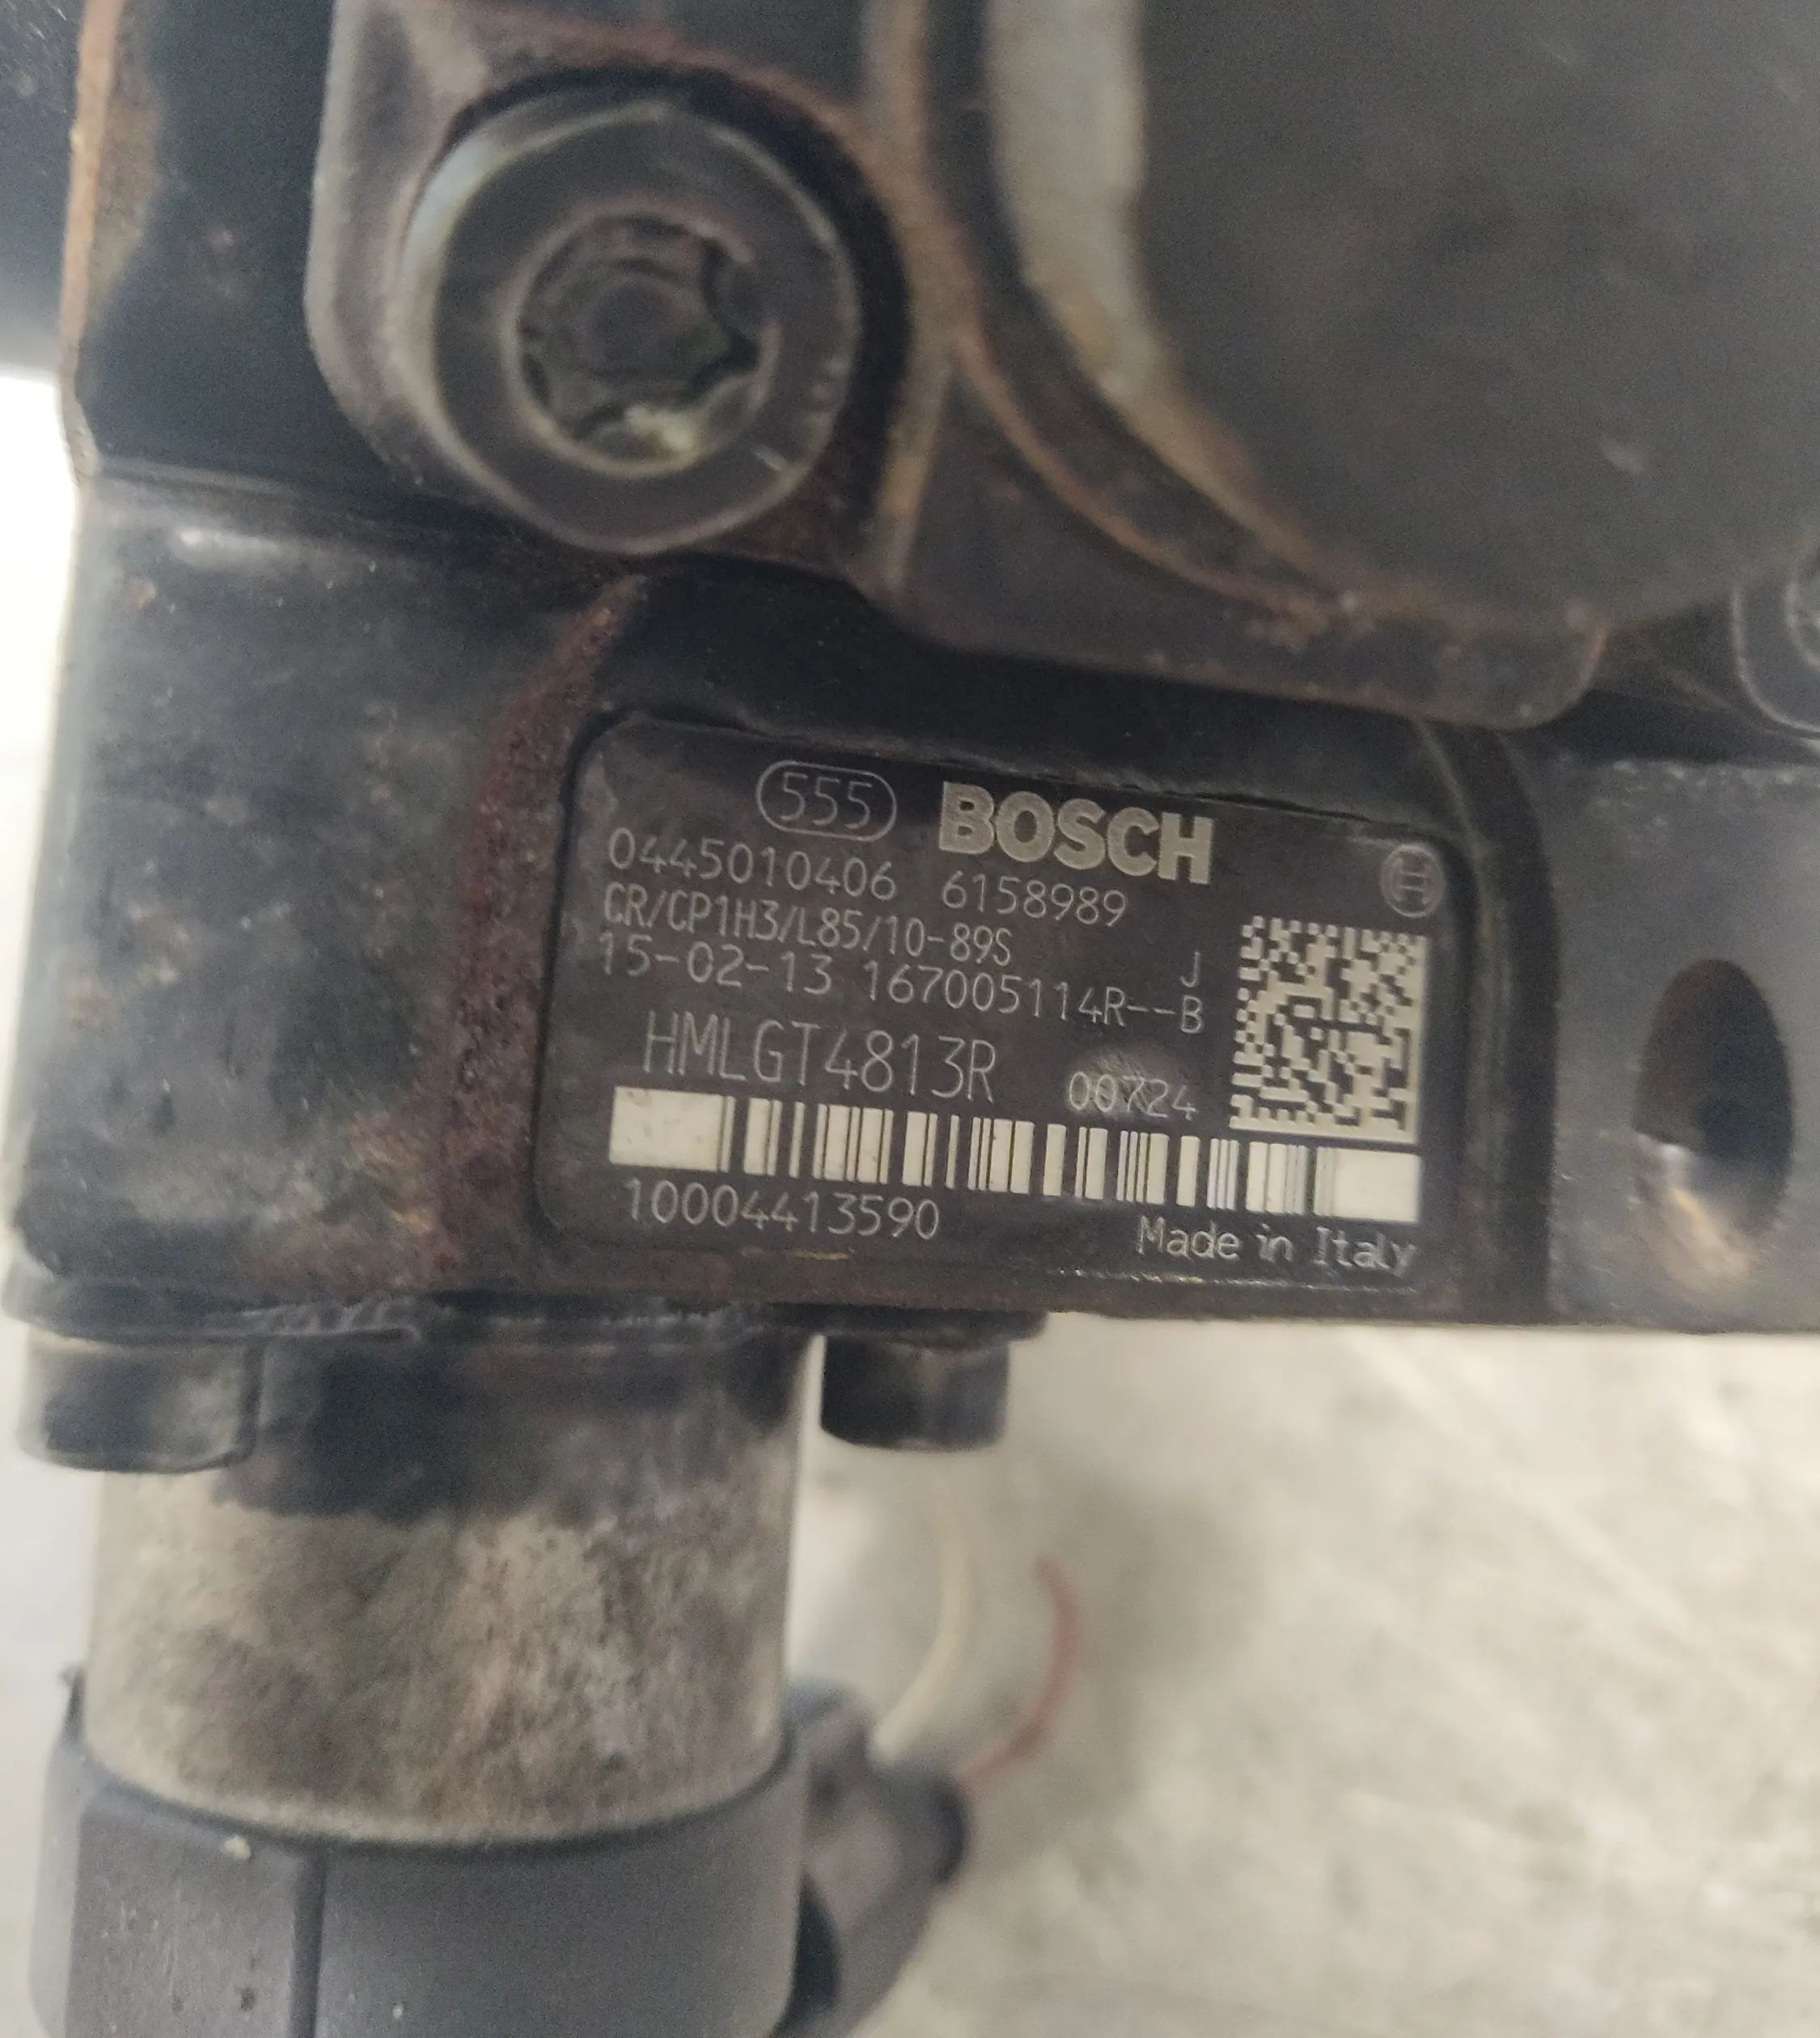 555 BOSCH
0445010406 6158989
CR/CP1H3/L85/10-89S J
15-02-13 167005114R--B
HMLGT4813R 00724
10004413590
Made in Italy